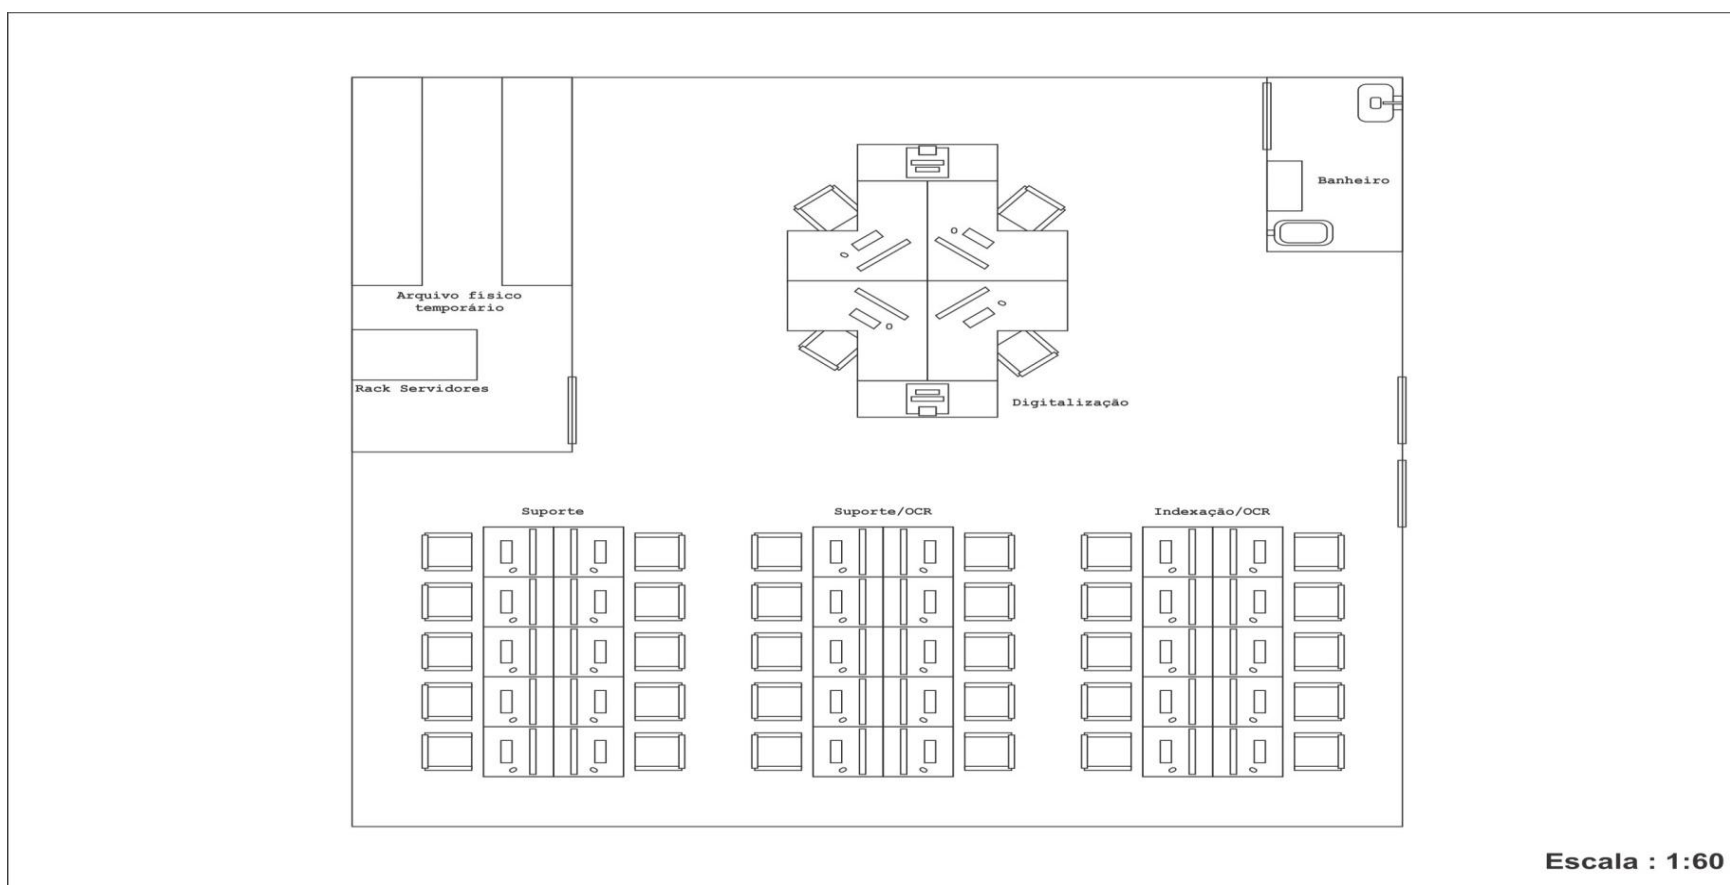 Banheiro
Arquivo físico
temporário
Rack Servidores
Digitalização
Suporte
Suporte/OCR
Indexação/OCR
Escala : 1:60